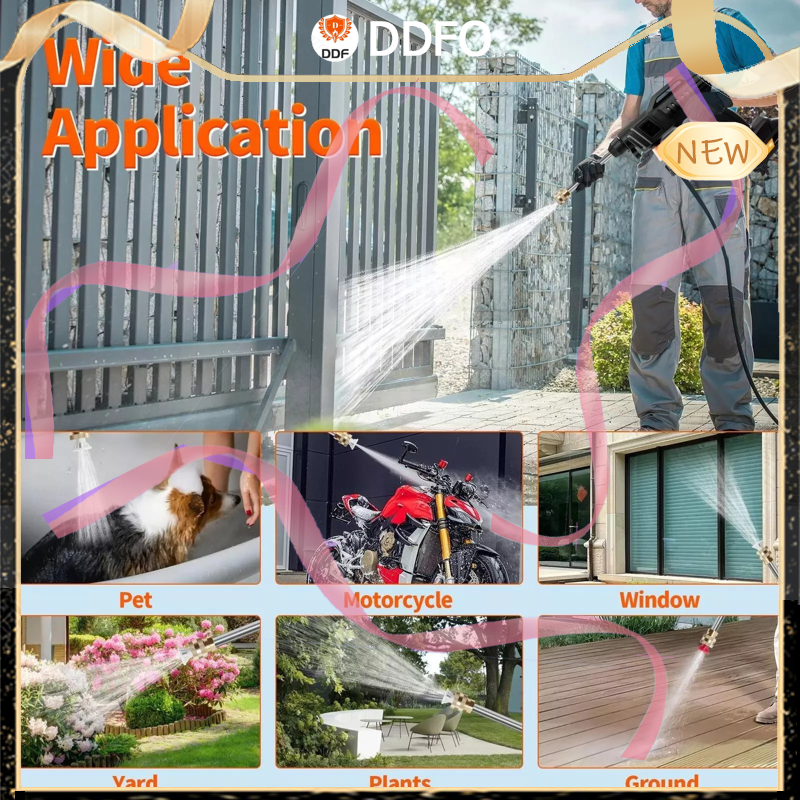 DDF
DDFO
Wide
Application
NEW
Pet
Motorcycle
Window
Yard
Plants
Ground